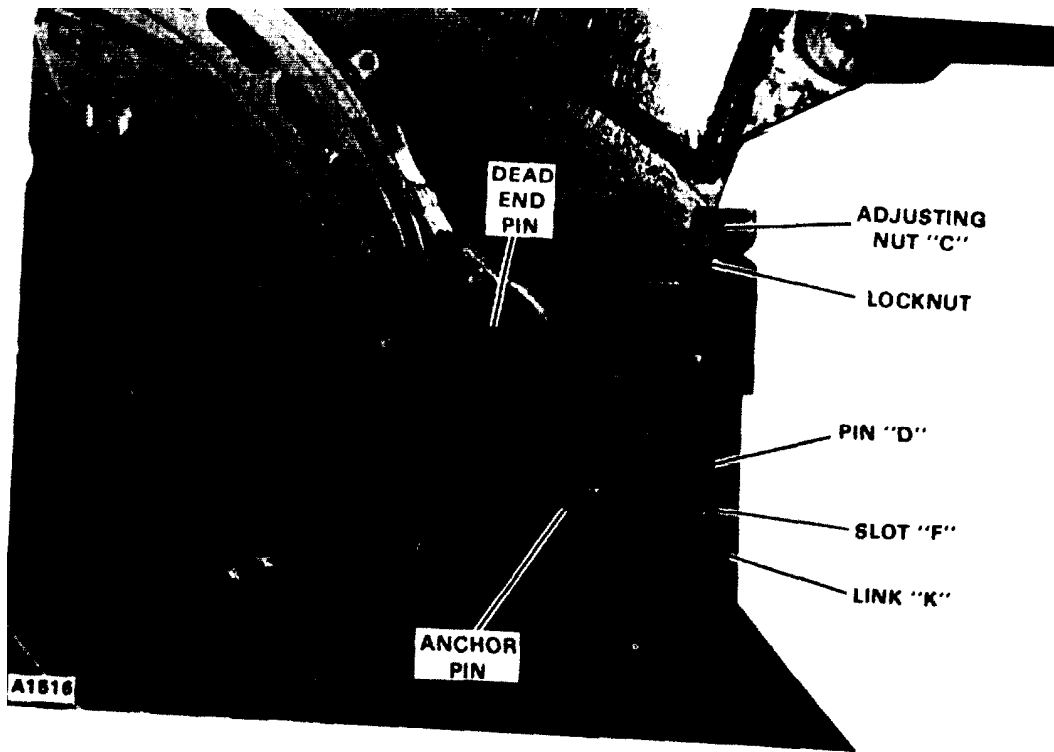 DEAD
END
PIN
ADJUSTING
NUT "C"
LOCKNUT
PIN "D"
SLOT "F"
LINK "K"
ANCHOR
PIN
A1516